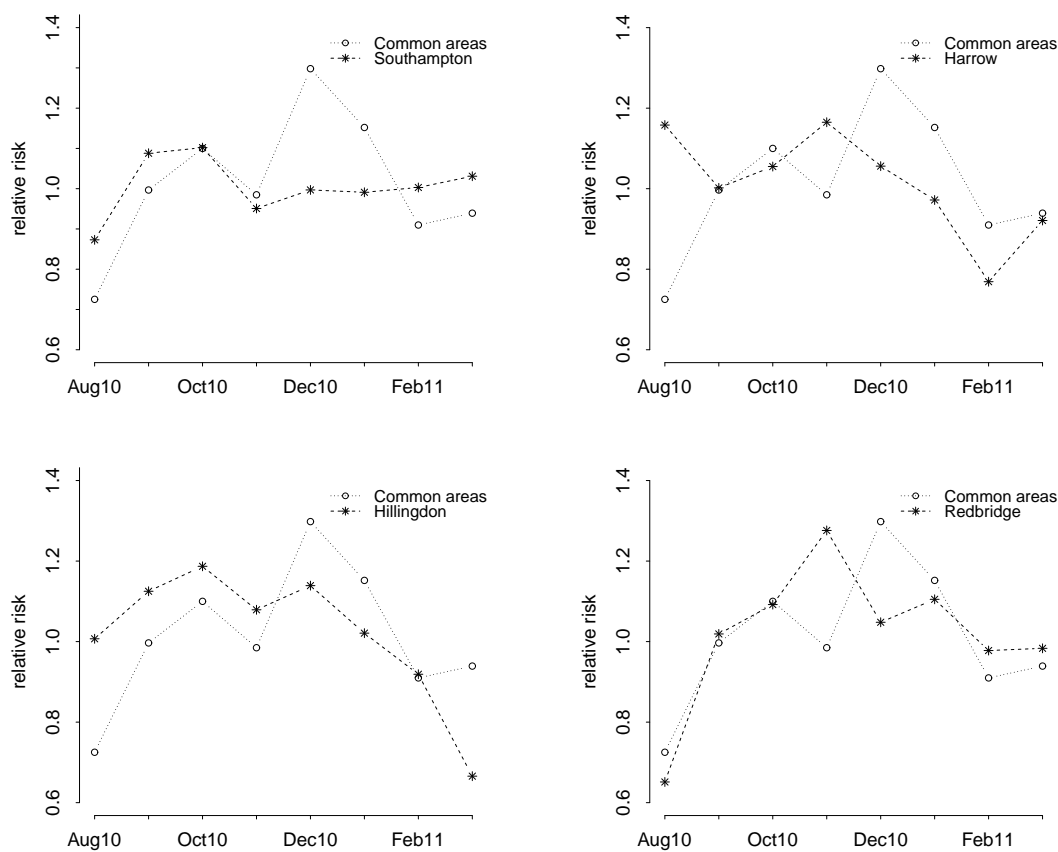 relative risk
0.6 0.8 1.0 1.2 1.4
Common areas
Southampton
Aug10 Oct10 Dec10 Feb11
relative risk
0.6 0.8 1.0 1.2 1.4
Common areas
Harrow
Aug10 Oct10 Dec10 Feb11
relative risk
0.6 0.8 1.0 1.2 1.4
Common areas
Hillingdon
Aug10 Oct10 Dec10 Feb11
relative risk
0.6 0.8 1.0 1.2 1.4
Common areas
Redbridge
Aug10 Oct10 Dec10 Feb11